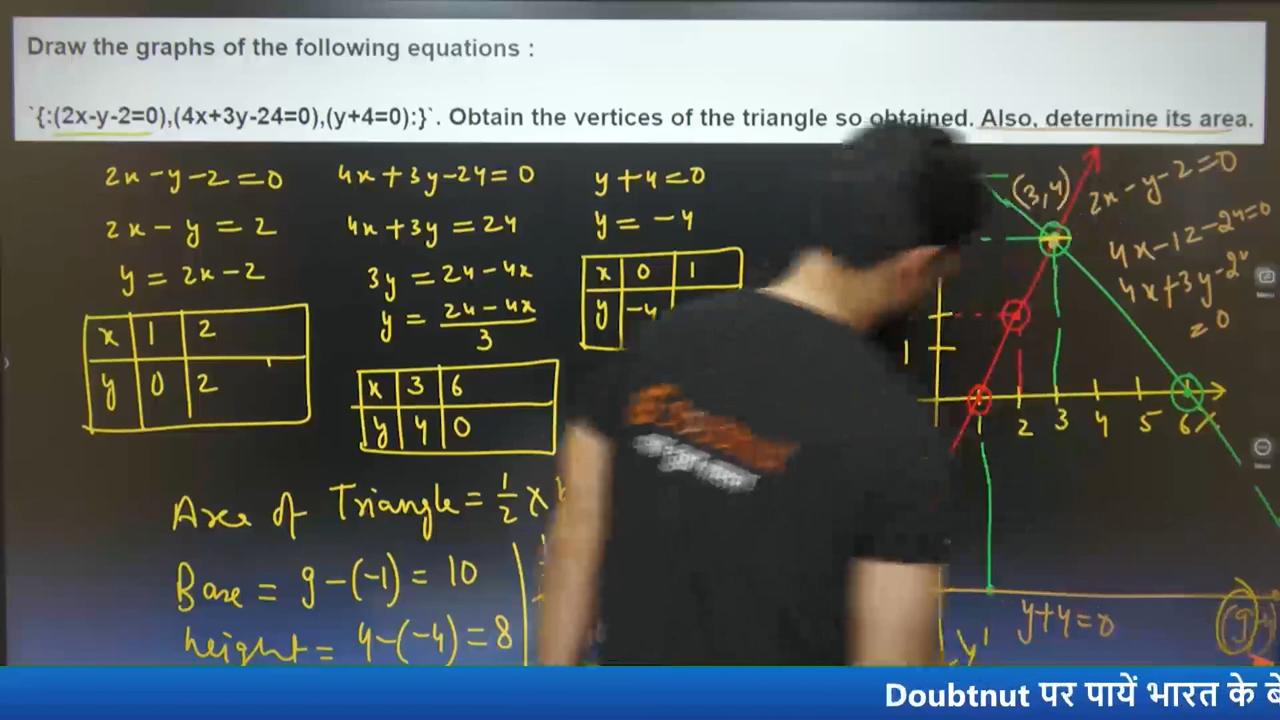 Draw the graphs of the following equations :
`{:(2x-y-2=0),(4x+3y-24=0),(y+4=0):}`. Obtain the vertices of the triangle so obtained. Also, determine its area.
2x-y-2=0
2x-y=2
y=2x-2
x 1 2
y 0 2
4x+3y-24=0
4x+3y=24
3y=24-4x
y=24-4x
3
x 3 6
y 4 0
y+4=0
y=-4
x 0 1
y -4
Area of Triangle=1/2 x
Base = 9-(-1)=10
height = 4-(-4)=8
(3,4)
2x-y-2=0
4x-12-24=0
4x+3y-2
=0
1
1 2 3 4 5 6
y+4=0
y'
Doubtnut पर पायें भारत के